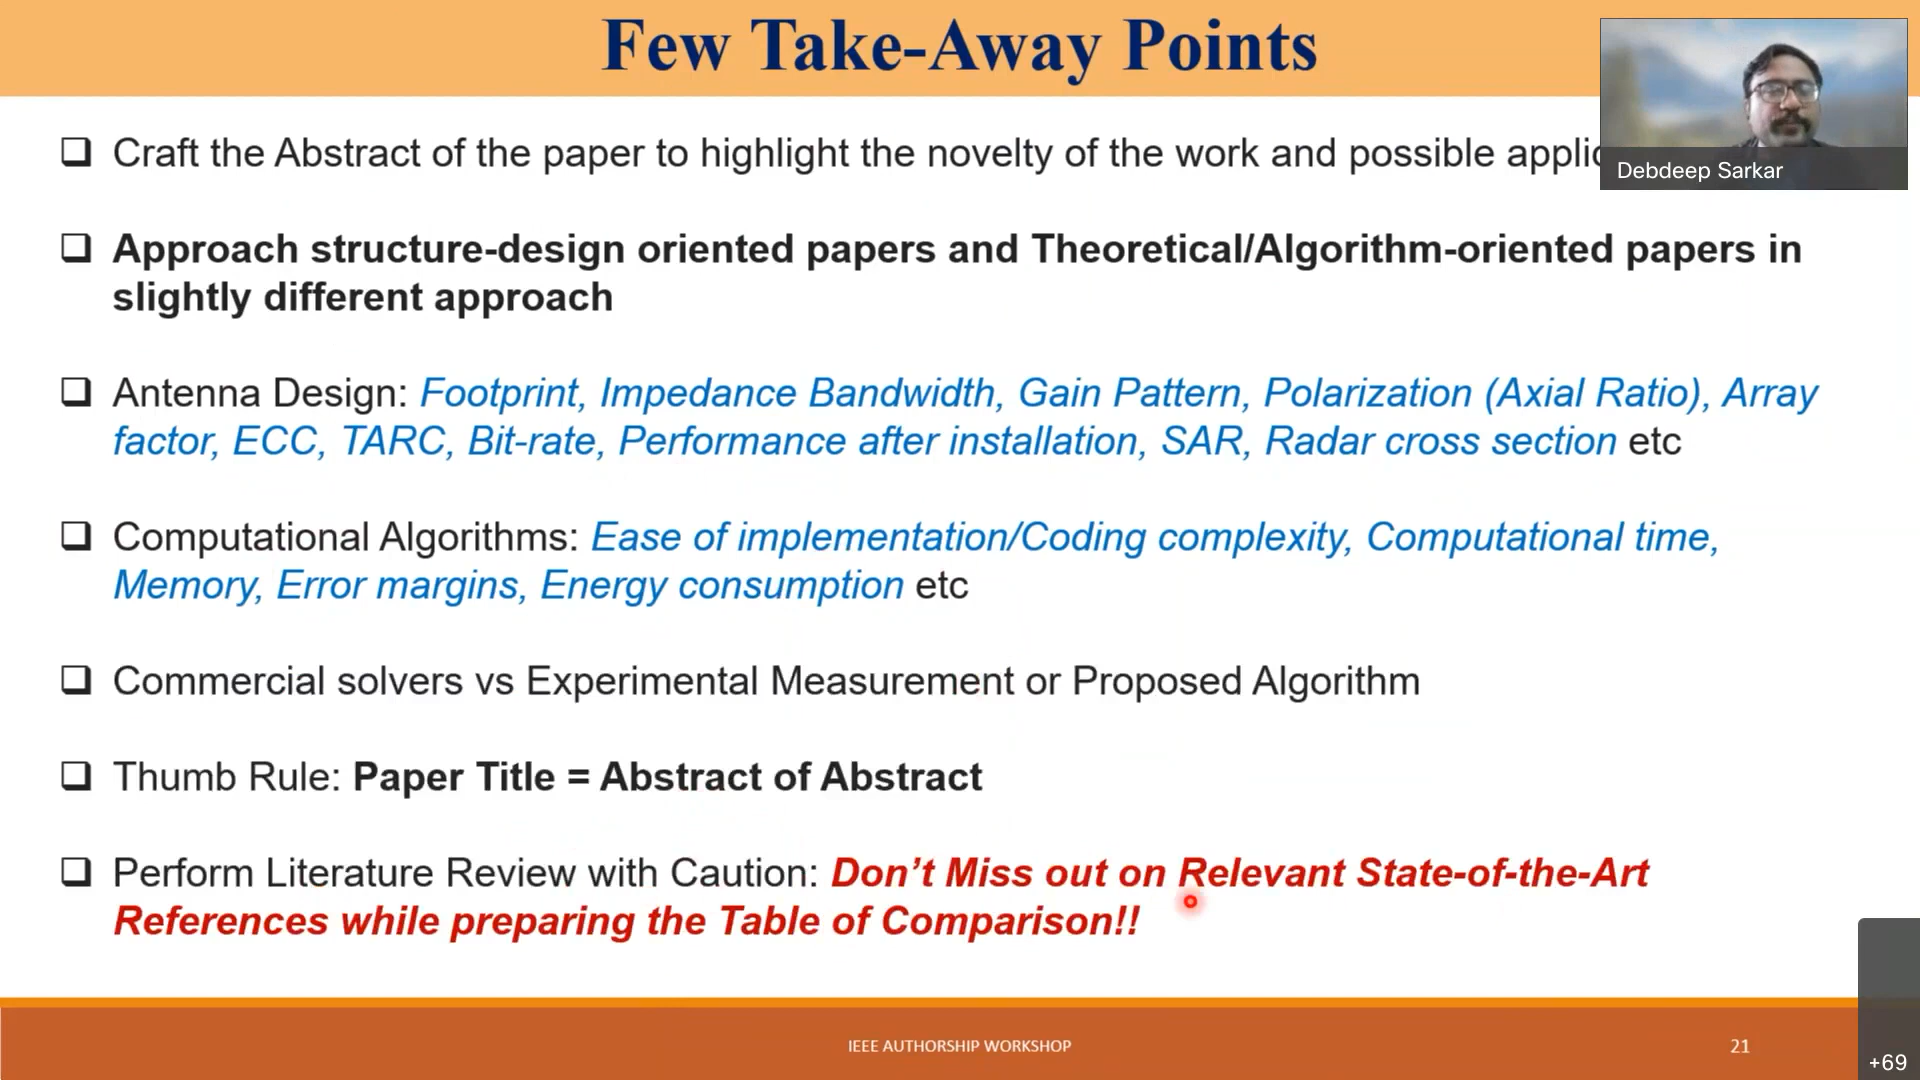 Few Take-Away Points
Craft the Abstract of the paper to highlight the novelty of the work and possible
Debdeep Sarkar
Approach structure-design oriented papers and Theoretical/Algorithm-oriented papers in
slightly different approach
Antenna Design: Footprint, Impedance Bandwidth, Gain Pattern, Polarization (Axial Ratio), Array
factor, ECC, TARC, Bit-rate, Performance after installation, SAR, Radar cross section etc
Computational Algorithms: Ease of implementation/Coding complexity, Computational time,
Memory, Error margins, Energy consumption etc
Commercial solvers vs Experimental Measurement or Proposed Algorithm
Thumb Rule: Paper Title = Abstract of Abstract
Perform Literature Review with Caution: Don’t Miss out on Relevant State-of-the-Art
References while preparing the Table of Comparison!!
IEEE AUTHORSHIP WORKSHOP
21
+69